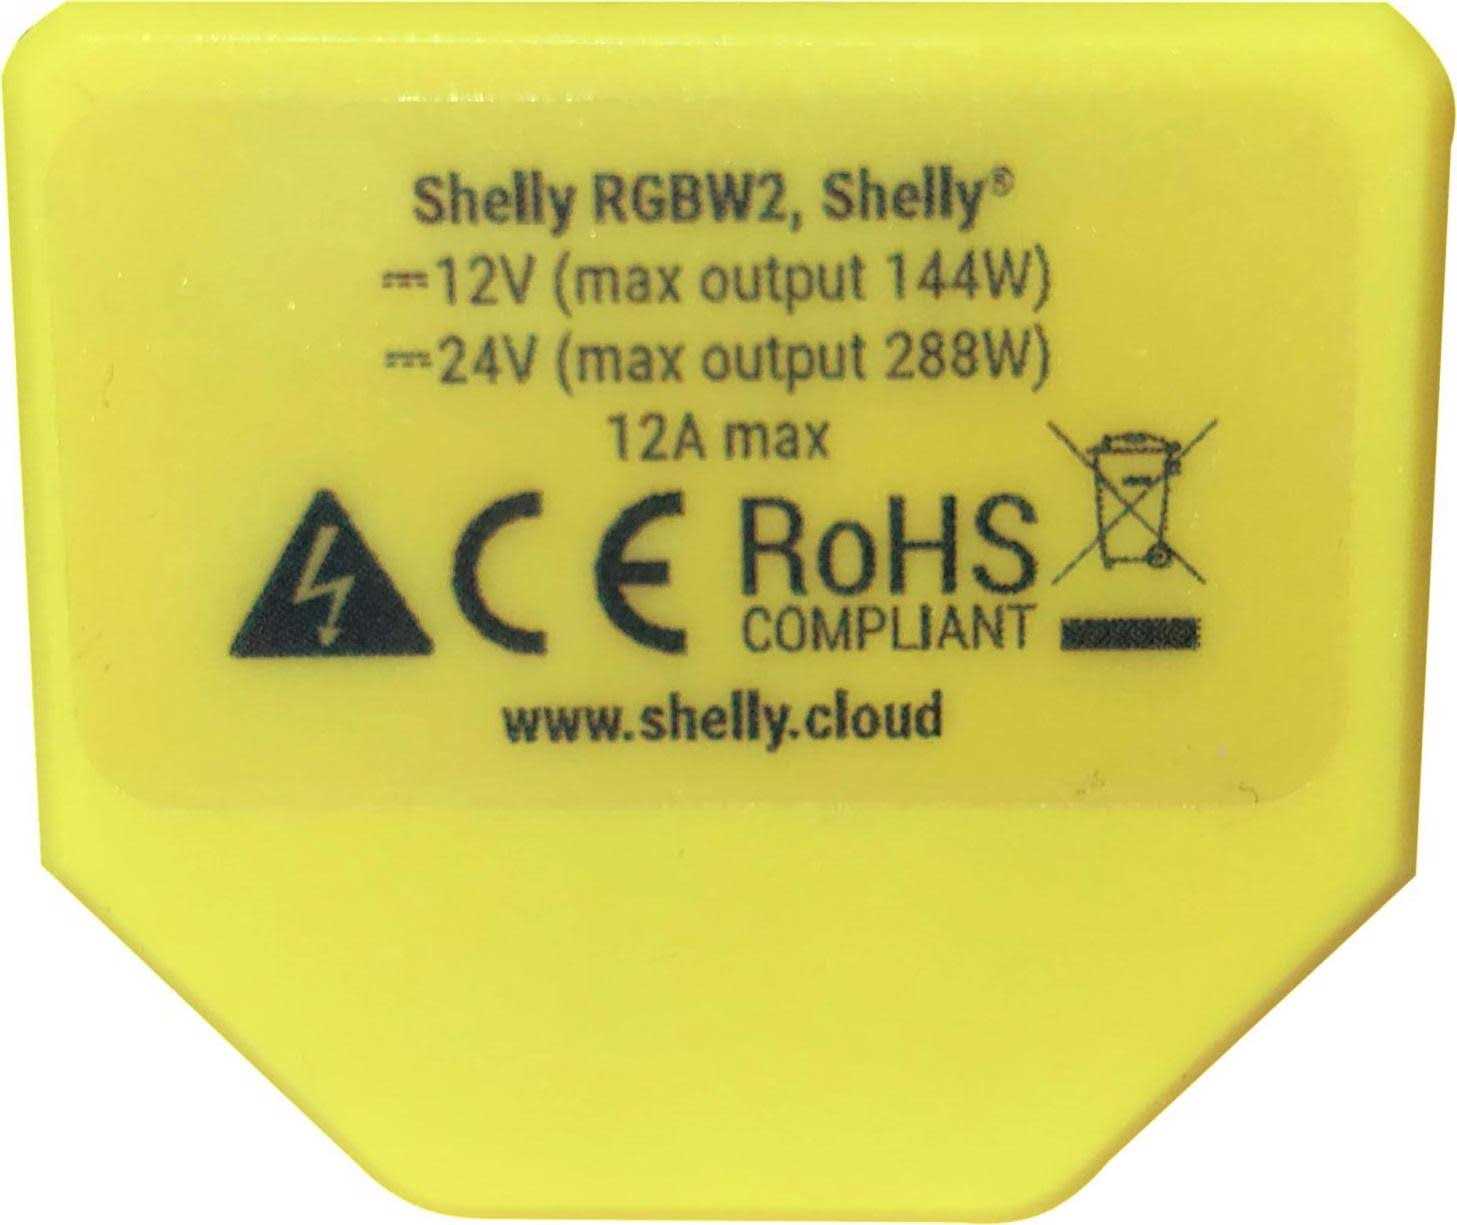 Shelly RGBW2, Shelly®
⎓12V (max output 144W)
⎓24V (max output 288W)
12A max
CE RoHS
COMPLIANT
www.shelly.cloud